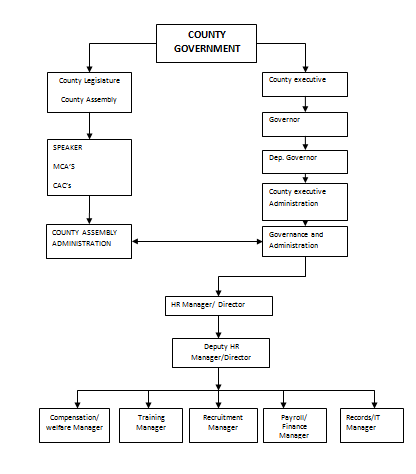 COUNTY
GOVERNMENT
County Legislature
County Assembly
County executive
Governor
SPEAKER
MCA'S
CAC's
Dep. Governor
County executive
Administration
COUNTY ASSEMBLY
ADMINISTRATION
Governance and
Administration
HR Manager/ Director
Deputy HR
Manager/Director
Compensation/
welfare Manager
Training
Manager
Recruitment
Manager
Payroll/
Finance
Manager
Records/IT
Manager